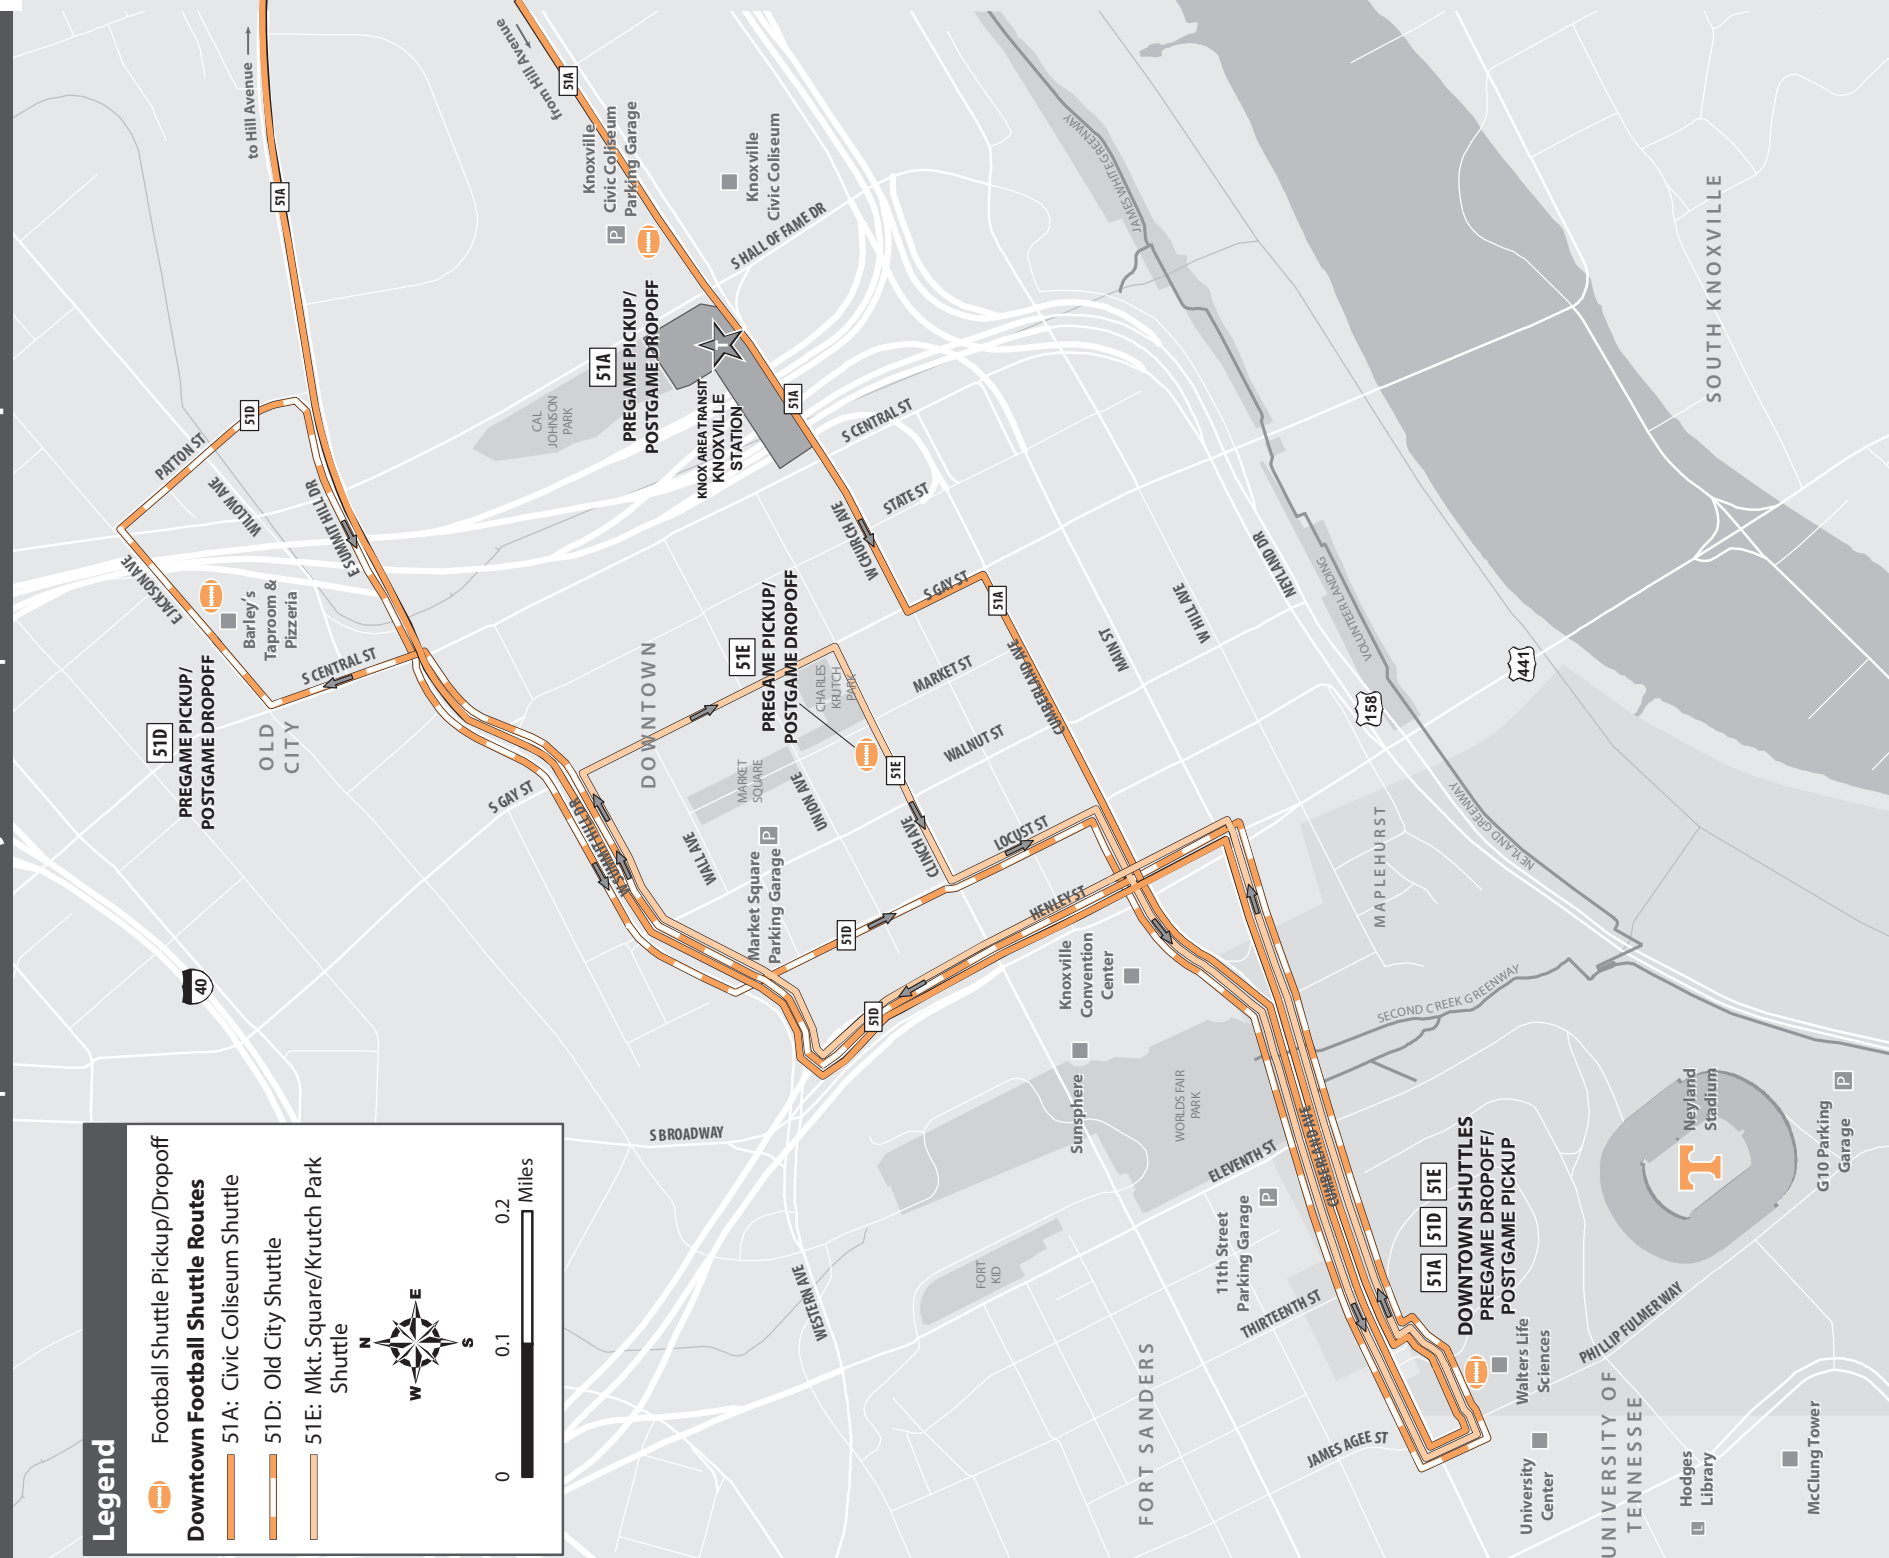 Legend
Football Shuttle Pickup/Dropoff
Downtown Football Shuttle Routes
51A: Civic Coliseum Shuttle
51D: Old City Shuttle
51E: Mkt. Square/Krutch Park
Shuttle
N
W
E
S
0
0.1
0.2
Miles
to Hill Avenue
51A
from Hill Avenue
51A
Knoxville
Civic Coliseum
Parking Garage
P
Knoxville
Civic Coliseum
S HALL OF FAME DR
JAMES WHITE GREENWAY
SOUTH KNOXVILLE
51A
PREGAME PICKUP/
POSTGAME DROPOFF
T
KNOX AREA TRANSIT
KNOXVILLE
STATION
51A
CAL
JOHNSON
PARK
51D
PATTON ST
WILLOW AVE
E SUMMIT HILL DR
E JACKSON AVE
Barley's
Taproom &
Pizzeria
S CENTRAL ST
51D
PREGAME PICKUP/
POSTGAME DROPOFF
OLD
CITY
S CENTRAL ST
STATE ST
W CHURCH AVE
S GAY ST
51A
51E
PREGAME PICKUP/
POSTGAME DROPOFF
DOWNTOWN
CHARLES
KRUTCH
PARK
MARKET ST
CUMBERLAND AVE
MAIN ST
W HILL AVE
NEYLAND DR
VOLUNTEER LANDING
158
441
NEYLAND GREENWAY
S GAY ST
W SUMMIT HILL DR
MARKET
SQUARE
UNION AVE
WALL AVE
51E
WALNUT ST
CLINCH AVE
LOCUST ST
P
Market Square
Parking Garage
51D
HENLEY ST
51D
40
Knoxville
Convention
Center
MAPLEHURST
SECOND CREEK GREENWAY
Sunsphere
WORLDS FAIR
PARK
S BROADWAY
ELEVENTH ST
P
11th Street
Parking Garage
CUMBERLAND AVE
THIRTEENTH ST
WESTERN AVE
FORT
KID
FORT SANDERS
JAMES AGEE ST
51A
51D
51E
DOWNTOWN SHUTTLES
PREGAME DROPOFF/
POSTGAME PICKUP
Walters Life
Sciences
PHILLIP FULMER WAY
Neyland
Stadium
T
P
G10 Parking
Garage
University
Center
UNIVERSITY OF
TENNESSEE
L
Hodges
Library
McClung Tower